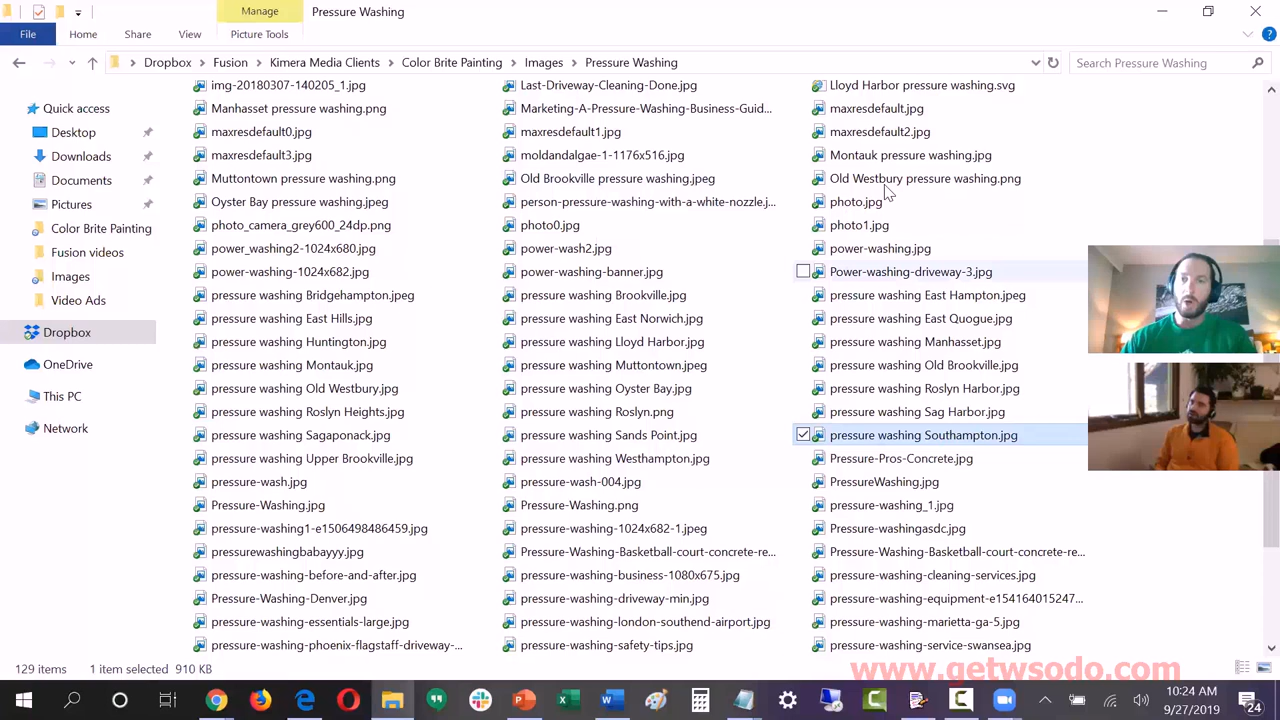 Manage
Pressure Washing
File
Home
Share
View
Picture Tools
Dropbox
Fusion
Kimera Media Clients
Color Brite Painting
Images
Pressure Washing
Search Pressure Washing
Quick access
Desktop
Downloads
Documents
Pictures
Color Brite Painting
Fusion videos
Images
Video Ads
Dropbox
OneDrive
This PC
Network
img-20180307-140205_1.jpg
Last-Driveway-Cleaning-Done.jpg
Lloyd Harbor pressure washing.svg
Manhasset pressure washing.png
Marketing-A-Pressure-Washing-Business-Guid...
maxresdefault.jpg
maxresdefault0.jpg
maxresdefault1.jpg
maxresdefault2.jpg
maxresdefault3.jpg
moldandalgae-1-1176x516.jpg
Montauk pressure washing.jpg
Muttontown pressure washing.png
Old Brookville pressure washing.jpeg
Old Westbury pressure washing.png
Oyster Bay pressure washing.jpeg
person-pressure-washing-with-a-white-nozzle.j...
photo.jpg
photo_camera_grey600_24dp.png
photo0.jpg
photo1.jpg
power_washing2-1024x680.jpg
power-wash2.jpg
power-washing.jpg
power-washing-1024x682.jpg
power-washing-banner.jpg
Power-washing-driveway-3.jpg
pressure washing Bridgehampton.jpeg
pressure washing Brookville.jpg
pressure washing East Hampton.jpeg
pressure washing East Hills.jpg
pressure washing East Norwich.jpg
pressure washing East Quogue.jpg
pressure washing Huntington.jpg
pressure washing Lloyd Harbor.jpg
pressure washing Manhasset.jpg
pressure washing Montauk.jpg
pressure washing Muttontown.jpeg
pressure washing Old Brookville.jpg
pressure washing Old Westbury.jpg
pressure washing Oyster Bay.jpg
pressure washing Roslyn Harbor.jpg
pressure washing Roslyn Heights.jpg
pressure washing Roslyn.png
pressure washing Sag Harbor.jpg
pressure washing Sagaponack.jpg
pressure washing Sands Point.jpg
pressure washing Southampton.jpg
pressure washing Upper Brookville.jpg
pressure washing Westhampton.jpg
Pressure-Pros-Concrete.jpg
pressure-wash.jpg
pressure-wash-004.jpg
PressureWashing.jpg
Pressure-Washing.jpg
Pressure-Washing.png
pressure-washing_1.jpg
pressure-washing1-e1506498486459.jpg
pressure-washing-1024x682-1.jpeg
Pressure-washingasdc.jpg
pressurewashingbabayyy.jpg
Pressure-Washing-Basketball-court-concrete-re...
Pressure-Washing-Basketball-court-concrete-re...
pressure-washing-before-and-after.jpg
pressure-washing-business-1080x675.jpg
pressure-washing-cleaning-services.jpg
Pressure-Washing-Denver.jpg
pressure-washing-driveway-min.jpg
pressure-washing-equipment-e154164015247...
pressure-washing-essentials-large.jpg
pressure-washing-london-southend-airport.jpg
pressure-washing-marietta-ga-5.jpg
pressure-washing-phoenix-flagstaff-driveway-...
pressure-washing-safety-tips.jpg
pressure-washing-service-swansea.jpg
129 items
1 item selected 910 KB
www.getwsodo.com
10:24 AM
9/27/2019
24